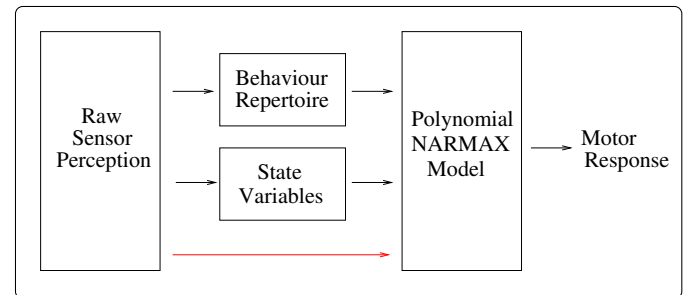 Raw
Sensor
Perception
Behaviour
Repertoire
State
Variables
Polynomial
NARMAX
Model
Motor
Response